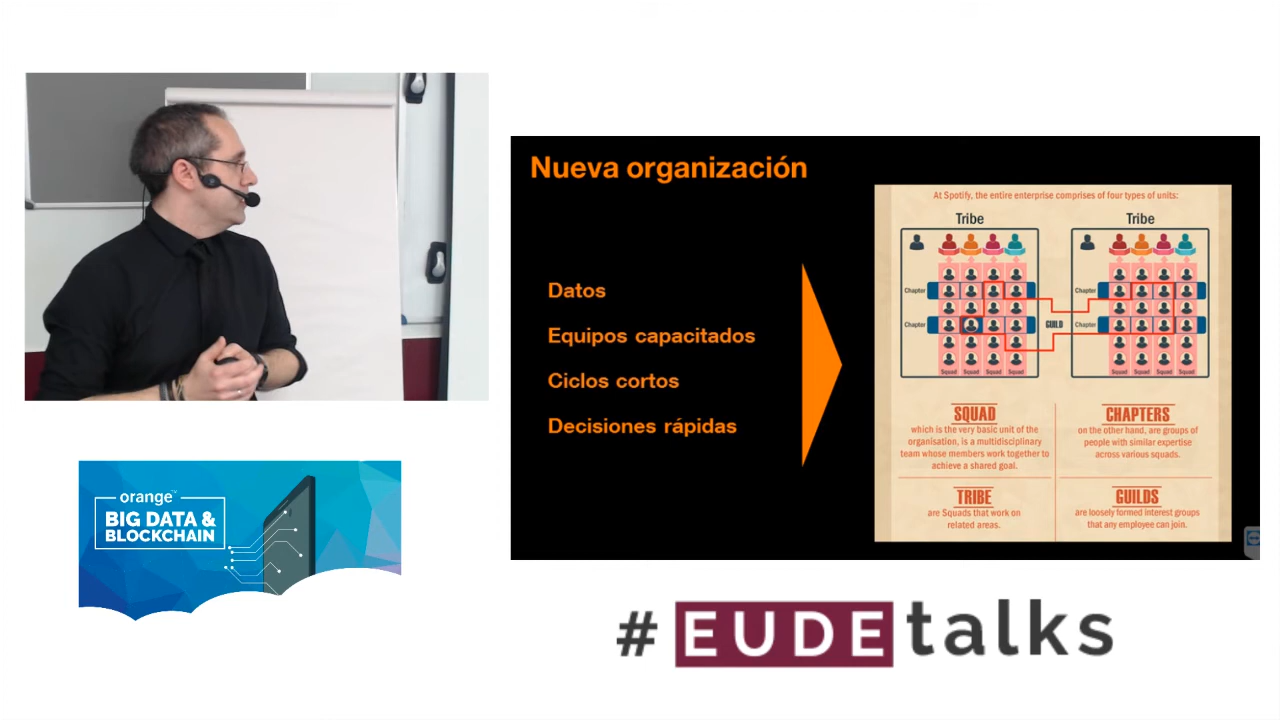 Nueva organización
Datos
Equipos capacitados
Ciclos cortos
Decisiones rápidas
At Spotify, the entire enterprise comprises of four types of units:
Tribe
Tribe
Chapter
Chapter
GUILD
Chapter
Chapter
Squad Squad Squad Squad
Squad Squad Squad Squad
SQUAD
which is the very basic unit of the
organisation, is a multidisciplinary
team whose members work together to
achieve a shared goal.
CHAPTERS
on the other hand, are groups of
people with similar expertise
across various squads.
TRIBE
are Squads that work on
related areas.
GUILDS
are loosely formed interest groups
that any employee can join.
orange™
BIG DATA &
BLOCKCHAIN
# EUDE talks